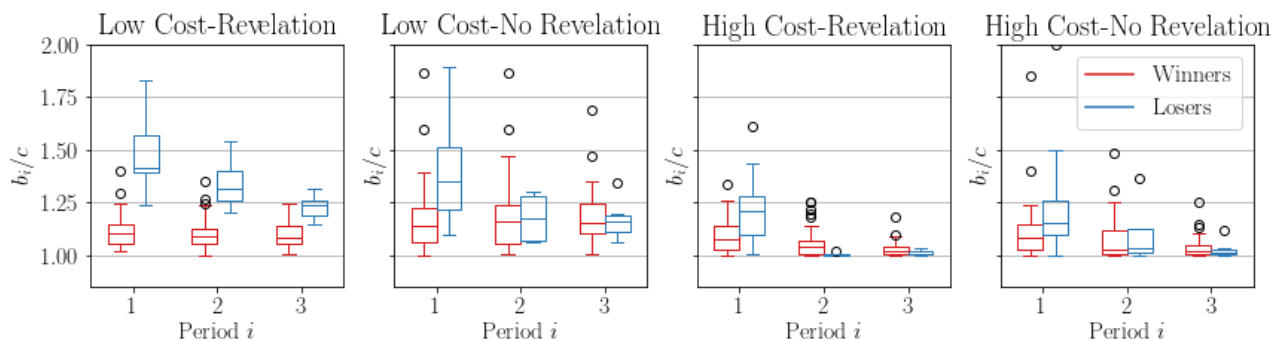 Low Cost-Revelation
2.00
1.75
1.50
1.25
1.00
b_i/c
1 2 3
Period i
Low Cost-No Revelation
b_i/c
1 2 3
Period i
High Cost-Revelation
b_i/c
1 2 3
Period i
High Cost-No Revelation
Winners
Losers
b_i/c
1 2 3
Period i